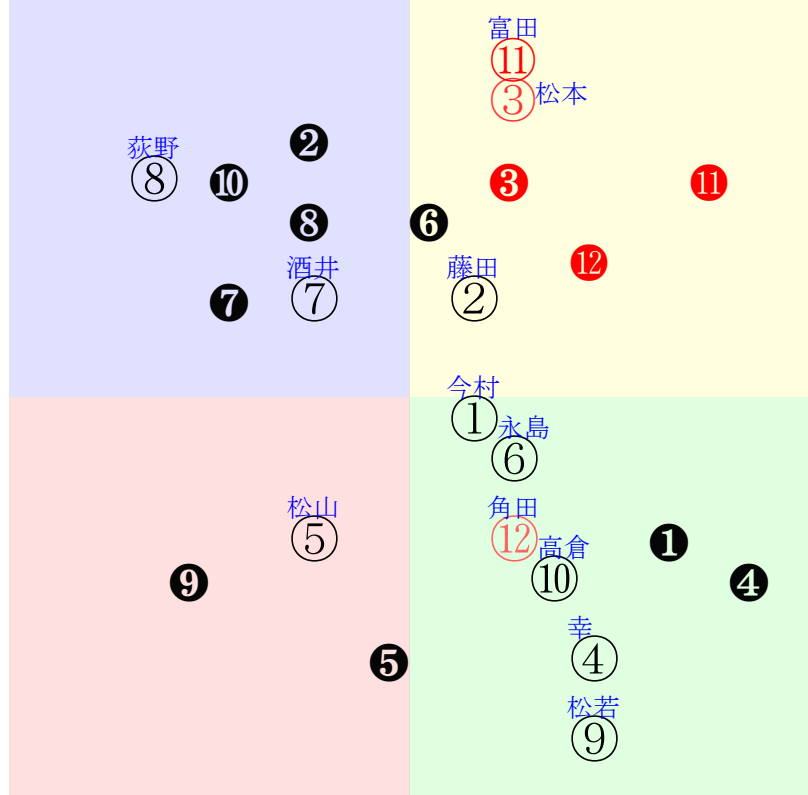 富田
⑪
③ 松本
❷
荻野
⑧ ❿ ❸ ⓫
❽ ❻
酒井 藤田 ⓬
❼ ⑦ ②
今村
① 永島
⑥
松山 角田
⑤ ⑫ 高倉 ❶
❾ ⑩ ❹
幸
❺ ④
松若
⑨